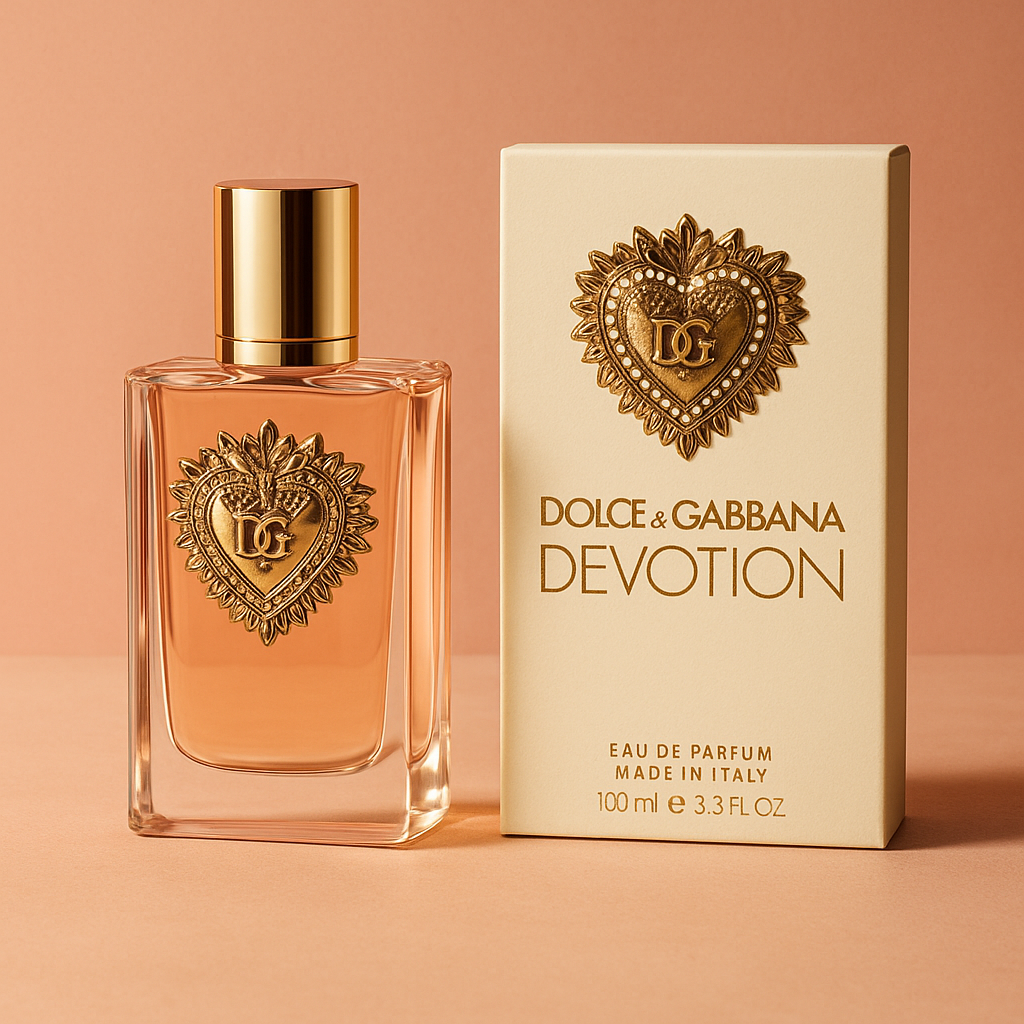 DG
DG
DOLCE & GABBANA
DEVOTION
EAU DE PARFUM
MADE IN ITALY
100 ml e 3.3 FL OZ